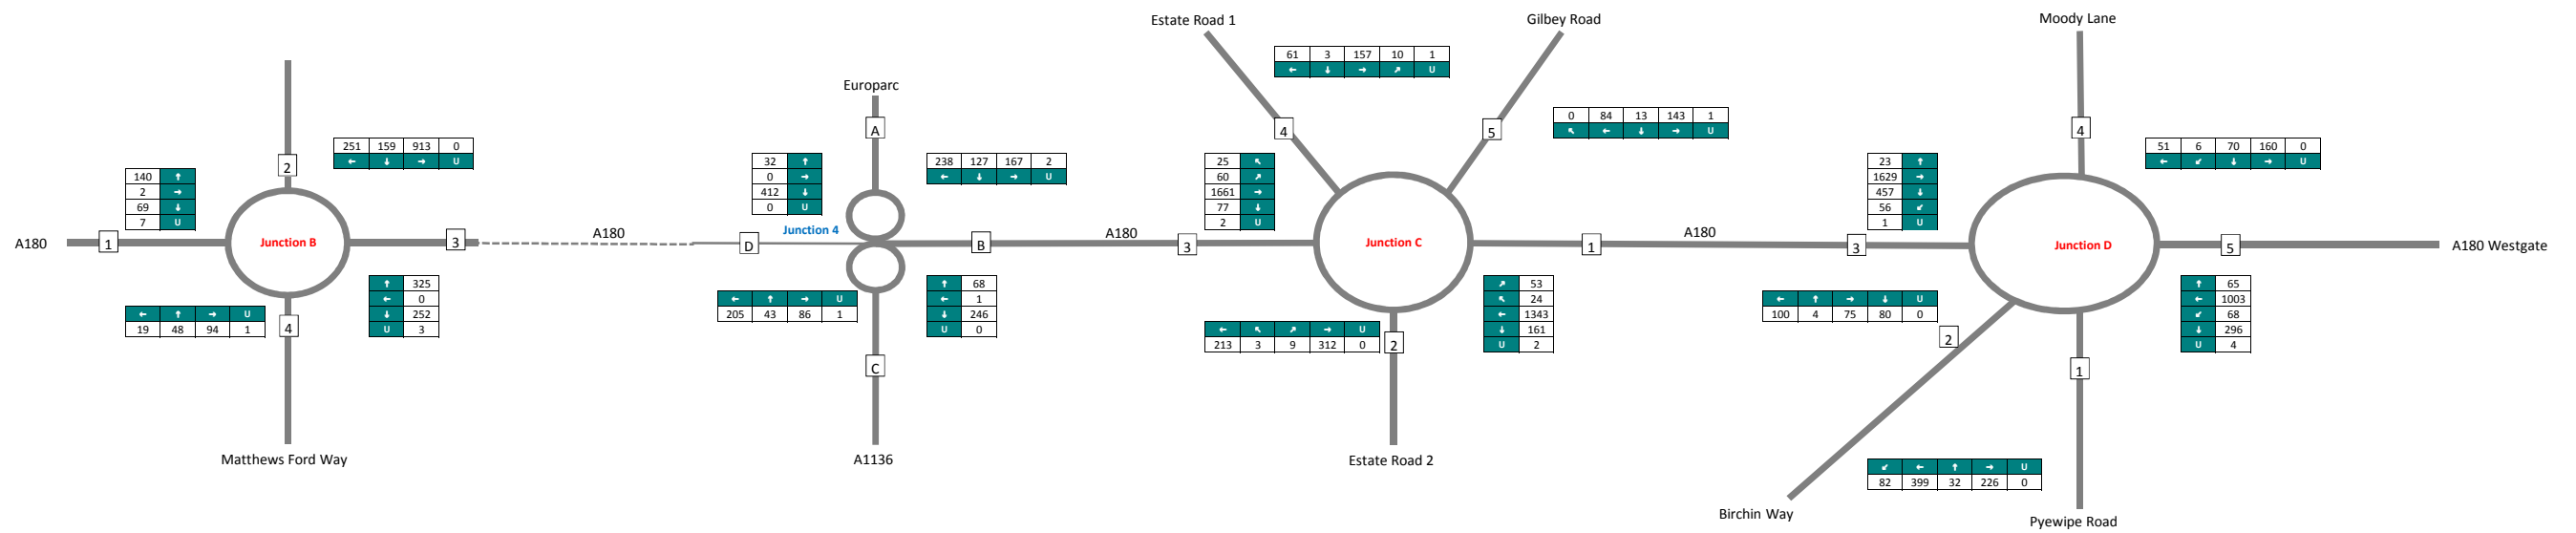 Estate Road 1
Gilbey Road
Moody Lane
61 3 157 10 1
← ↓ → ↗ U
Europarc
0 84 13 143 1
↖ ← ↓ → U
A
4
5
4
251 159 913 0
← ↓ → U
51 6 70 160 0
← ↙ ↓ → U
2
140 ↑
2 →
69 ↓
7 U
32 ↑
0 →
412 ↓
0 U
238 127 167 2
← ↓ → U
25 ↖
60 ↗
1661 →
77 ↓
2 U
23 ↑
1629 →
457 ↓
56 ↙
1 U
Junction 4
A180
1
Junction B
3
A180
D
B
A180
3
Junction C
1
A180
3
Junction D
5
A180 Westgate
← ↑ → U
19 48 94 1
4
↑ 325
← 0
↓ 252
U 3
← ↑ → U
205 43 86 1
↑ 68
← 1
↓ 246
U 0
← ↖ ↗ → U
213 3 9 312 0
2
↗ 53
↖ 24
← 1343
↓ 161
U 2
← ↑ → ↓ U
100 4 75 80 0
2
↑ 65
← 1003
↙ 68
↓ 296
U 4
C
1
Matthews Ford Way
A1136
Estate Road 2
↙ ← ↑ → U
82 399 32 226 0
Birchin Way
Pyewipe Road